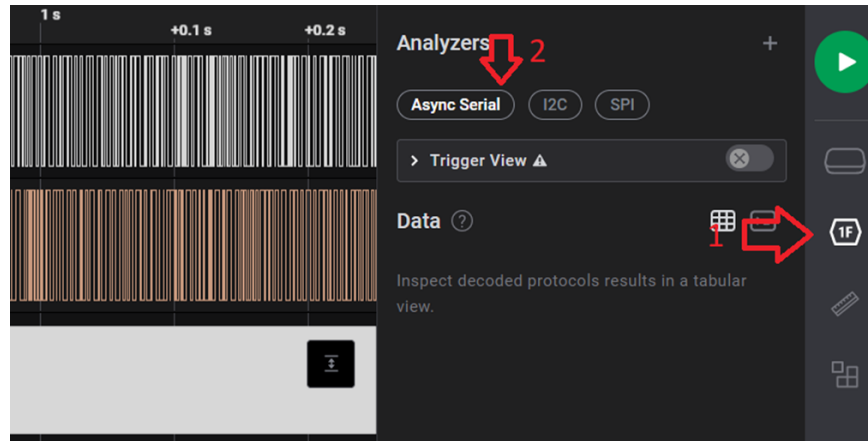 1 s
+0.1 s
+0.2 s
Analyzers
2
Async Serial
I2C
SPI
Trigger View
Data
1
1F
Inspect decoded protocols results in a tabular
view.